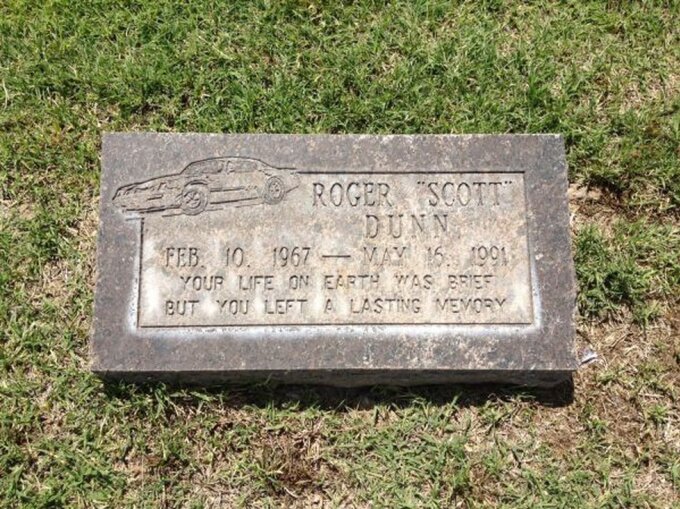 ROGER "SCOTT"
DUNN
FEB. 10, 1967 — MAY 16, 1991
YOUR LIFE ON EARTH WAS BRIEF
BUT YOU LEFT A LASTING MEMORY